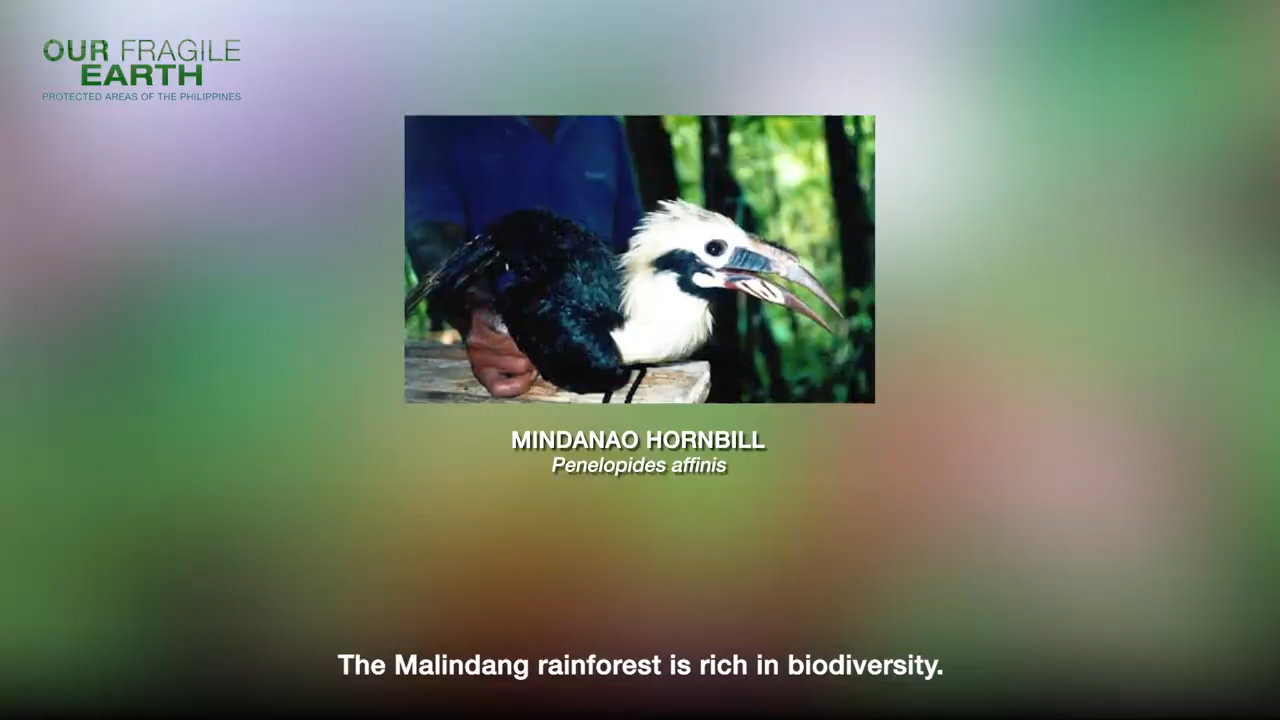 OUR FRAGILE
EARTH
PROTECTED AREAS OF THE PHILIPPINES
MINDANAO HORNBILL
Penelopides affinis
The Malindang rainforest is rich in biodiversity.